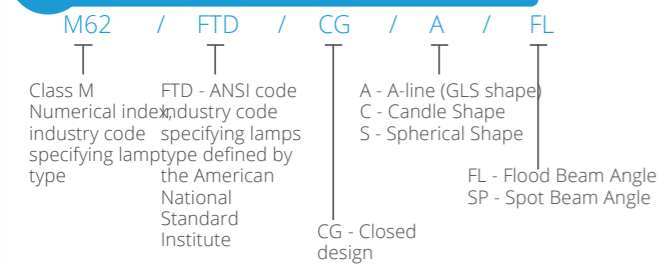 M62 / FTD / CG / A / FL
Class M
Numerical index,
industry code
specifying lamp
type
FTD - ANSI code
industry code
specifying lamps
type defined by
the American
National
Standard
Institute
CG - Closed
design
A - A-line (GLS shape)
C - Candle Shape
S - Spherical Shape
FL - Flood Beam Angle
SP - Spot Beam Angle